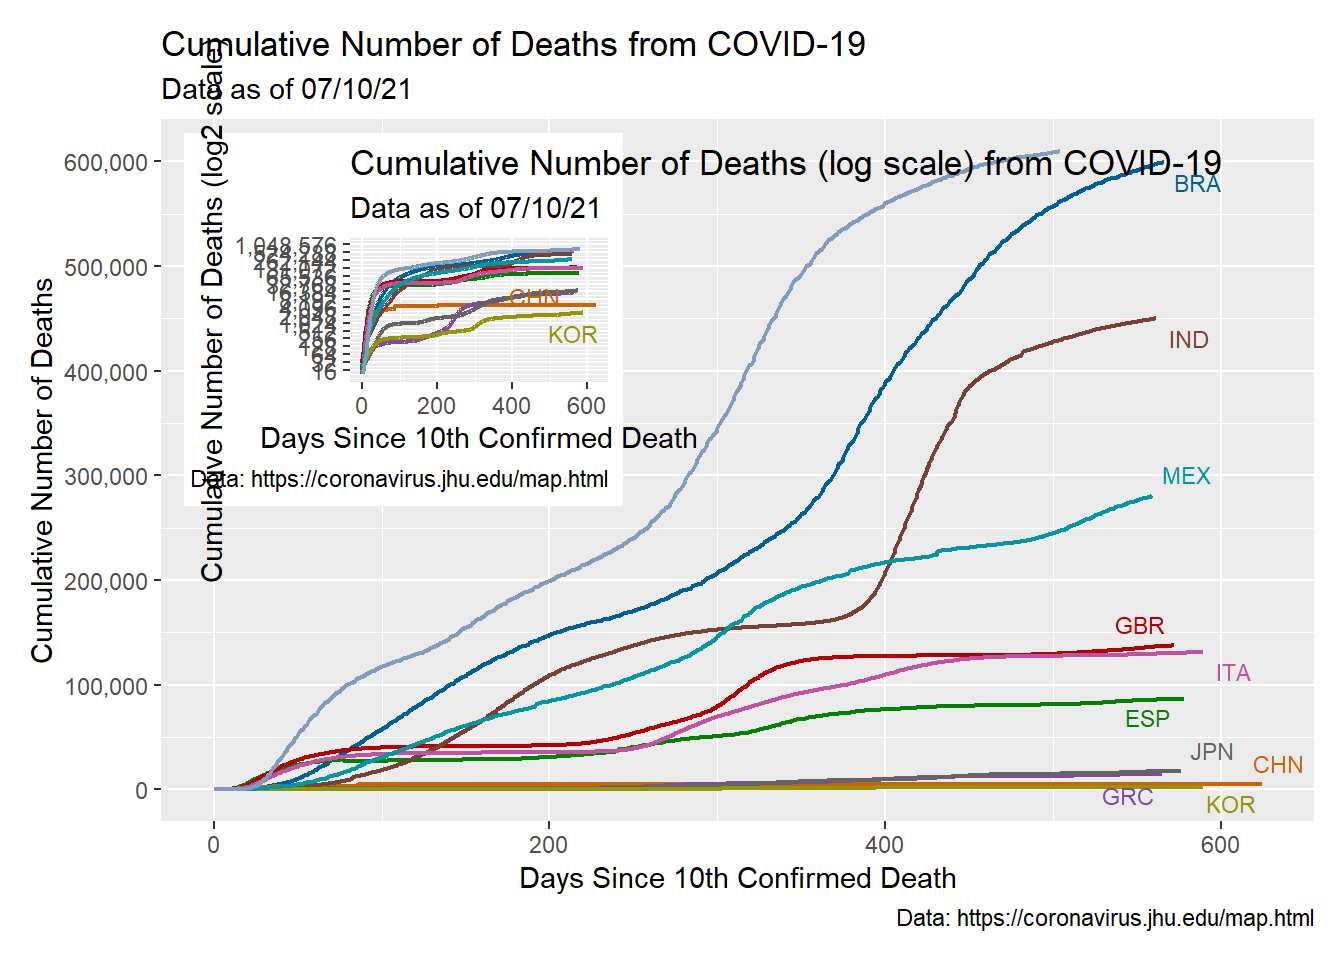 Cumulative Number of Deaths from COVID-19
Data as of 07/10/21
Cumulative Number of Deaths
600,000
500,000
400,000
300,000
200,000
100,000
0
Cumulative Number of Deaths (log2 scale)
Cumulative Number of Deaths (log scale) from COVID-19
Data as of 07/10/21
1,048,576
64
16
CHN
KOR
0 200 400 600
Days Since 10th Confirmed Death
Data: https://coronavirus.jhu.edu/map.html
BRA
IND
MEX
GBR
ITA
ESP
JPN
CHN
GRC
KOR
0 200 400 600
Days Since 10th Confirmed Death
Data: https://coronavirus.jhu.edu/map.html